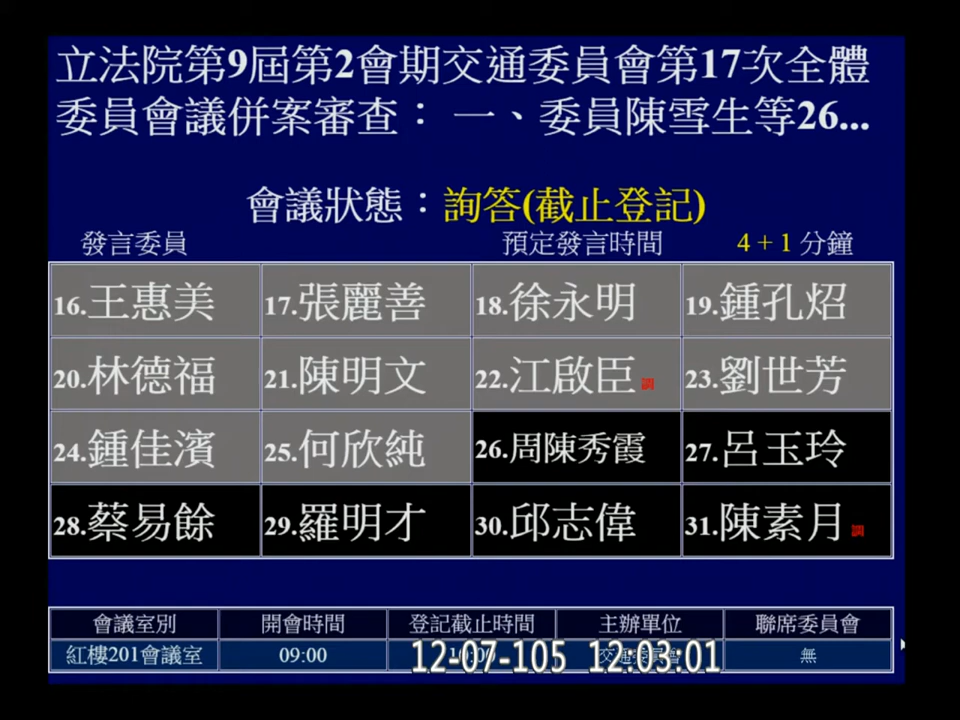 立法院第9屆第2會期交通委員會第17次全體
委員會議併案審查： 一、委員陳雪生等26...
會議狀態：詢答(截止登記)
發言委員 預定發言時間 4 + 1 分鐘
16.王惠美 17.張麗善 18.徐永明 19.鍾孔炤
20.林德福 21.陳明文 22.江啟臣調 23.劉世芳
24.鍾佳濱 25.何欣純 26.周陳秀霞 27.呂玉玲
28.蔡易餘 29.羅明才 30.邱志偉 31.陳素月調
會議室別 開會時間 登記截止時間 主辦單位 聯席委員會
紅樓201會議室 09:00 無
12-07-105 12:03:01